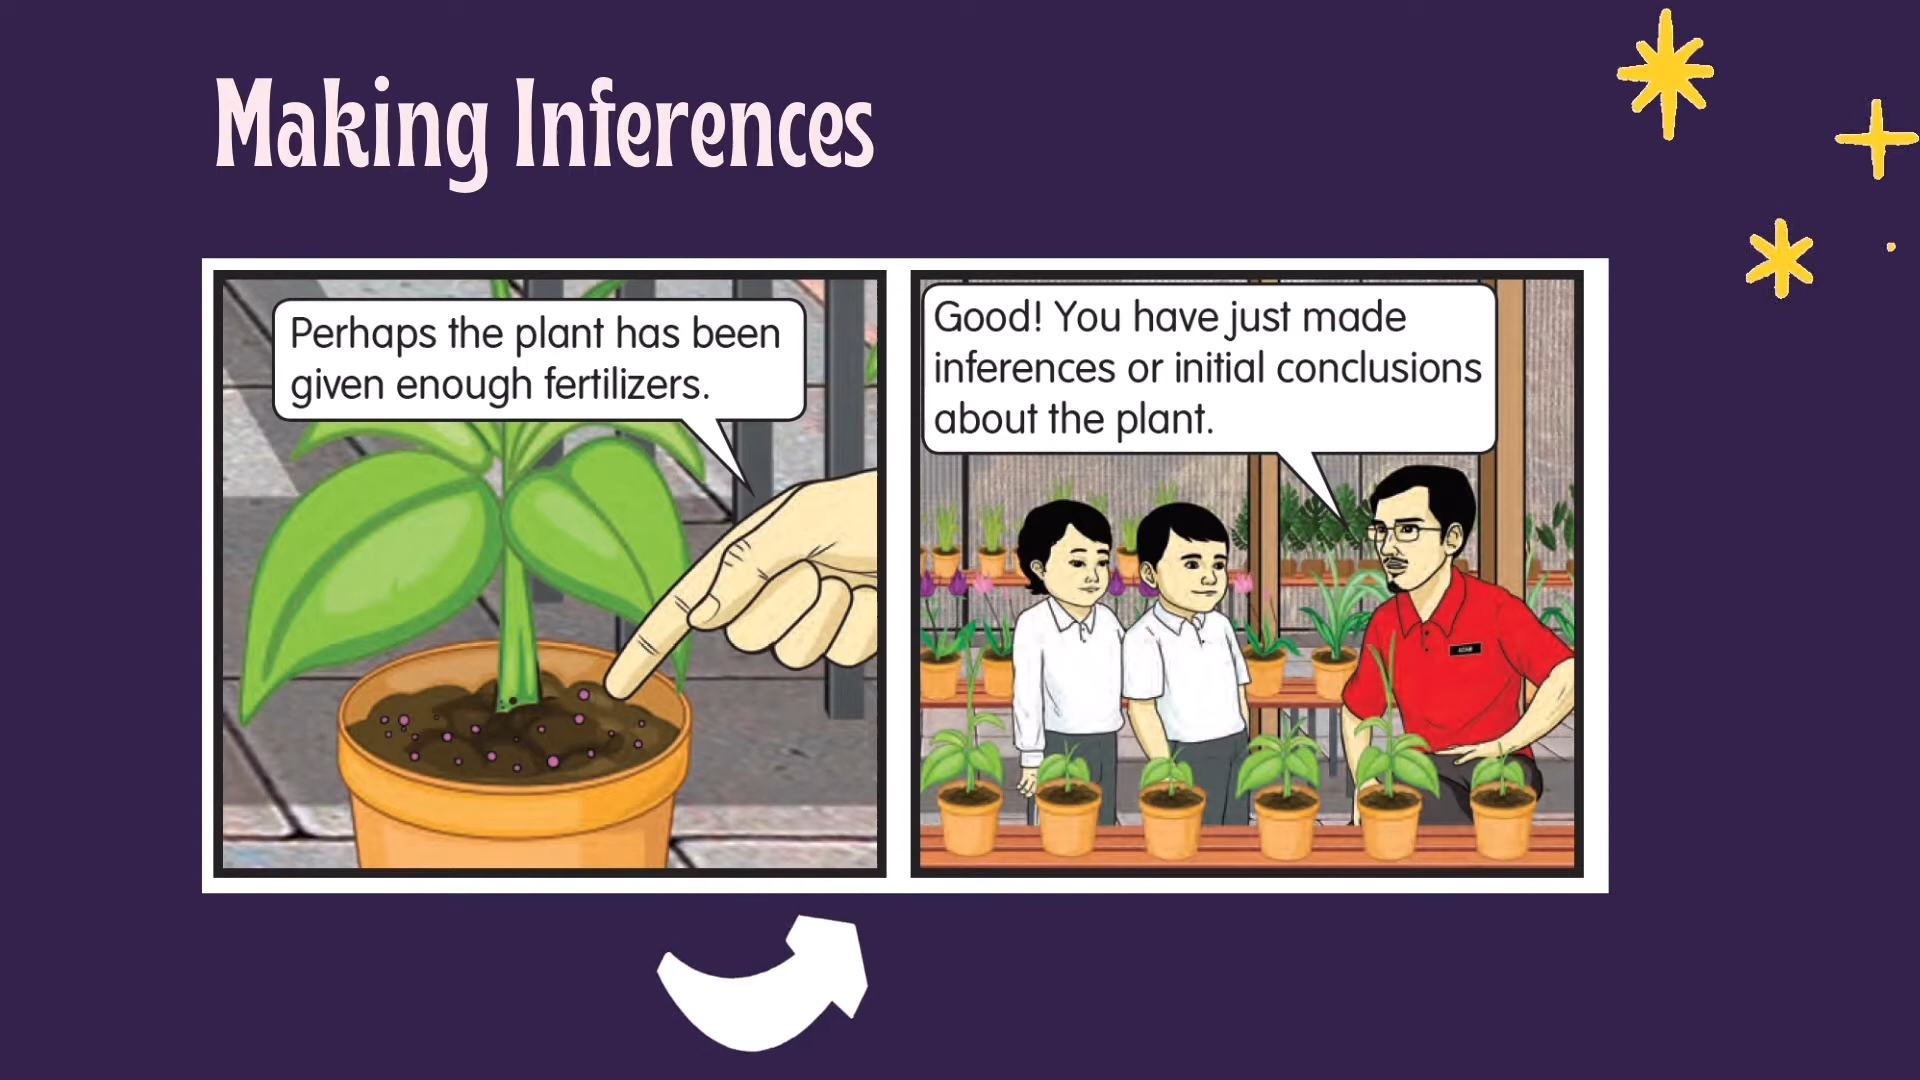 Making Inferences
Perhaps the plant has been
given enough fertilizers.
Good! You have just made
inferences or initial conclusions
about the plant.